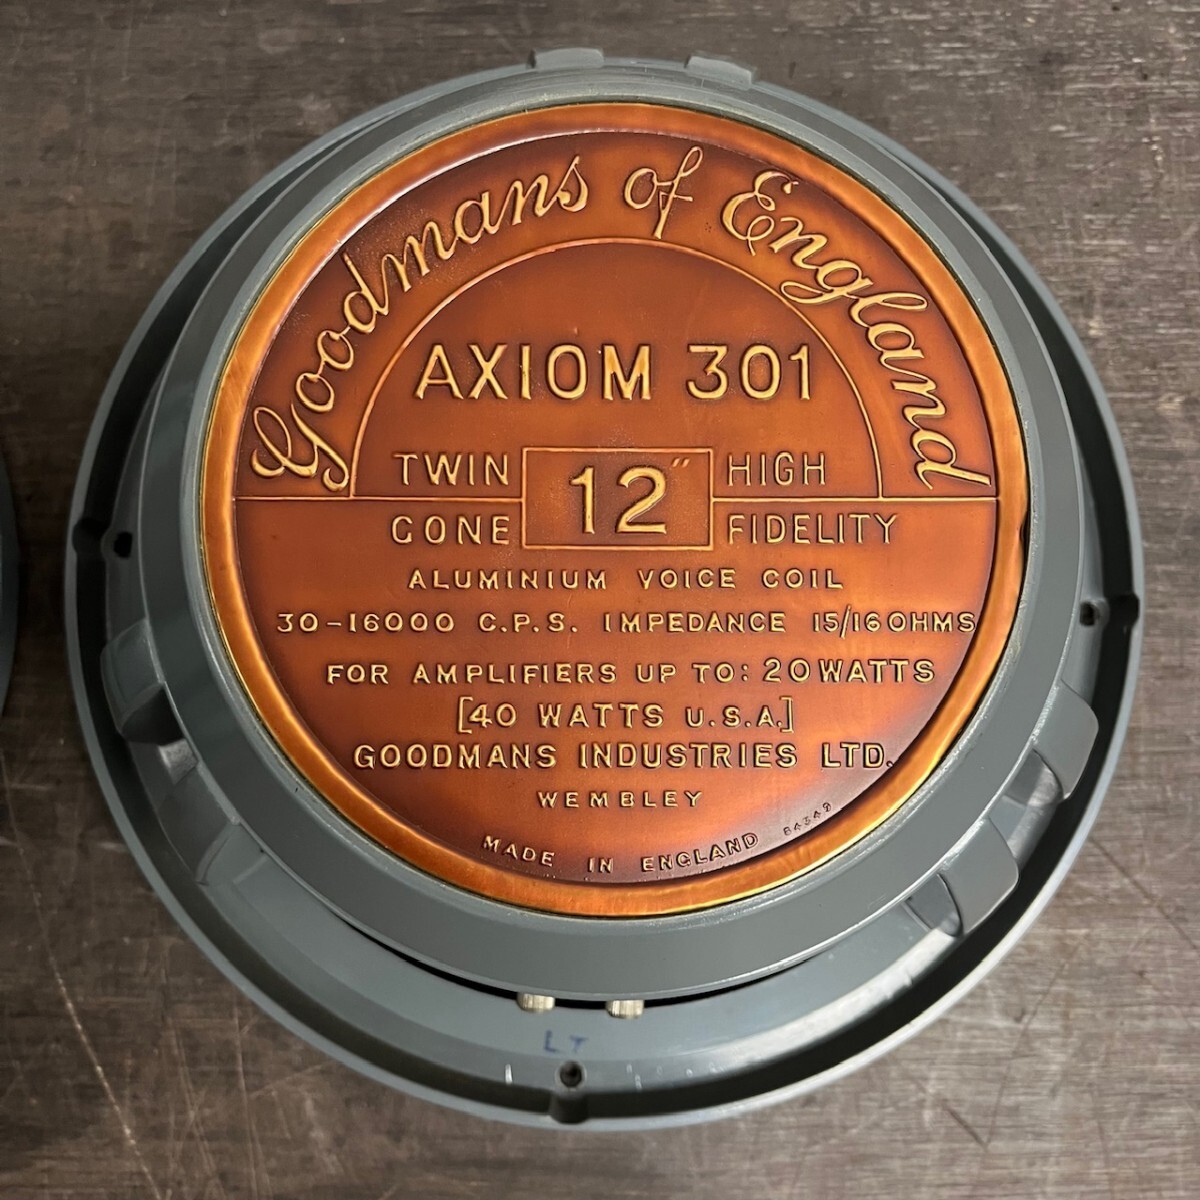 Goodmans of England
AXIOM 301
TWIN 12" HIGH
CONE FIDELITY
ALUMINIUM VOICE COIL
30-16000 C.P.S. IMPEDANCE 15/16 OHMS
FOR AMPLIFIERS UP TO: 20 WATTS
[40 WATTS U.S.A.]
GOODMANS INDUSTRIES LTD.
WEMBLEY
MADE IN ENGLAND 84349
LT